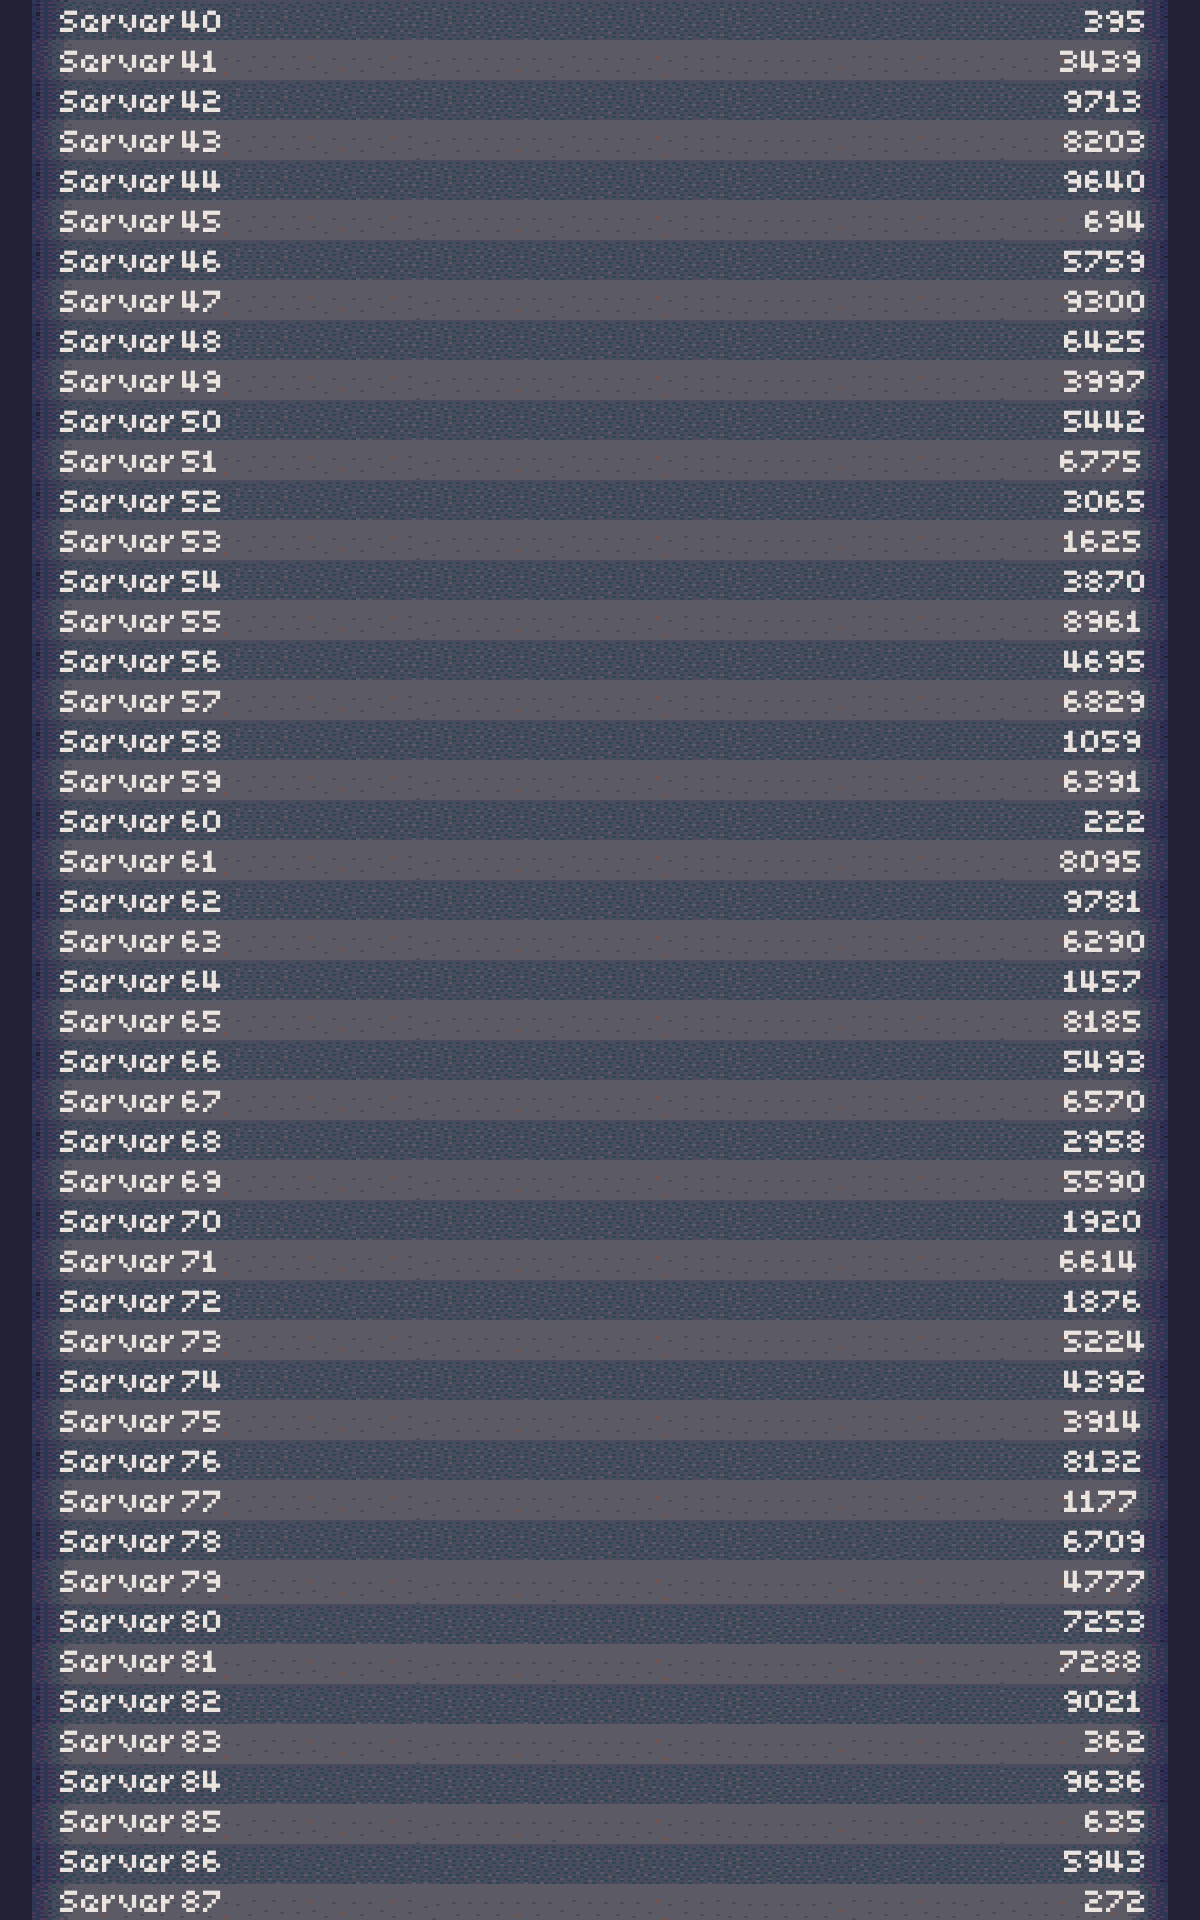 Server 40 395
Server 41 3439
Server 42 9713
Server 43 8203
Server 44 9640
Server 45 694
Server 46 5759
Server 47 9300
Server 48 6425
Server 49 3997
Server 50 5442
Server 51 6775
Server 52 3065
Server 53 1625
Server 54 3870
Server 55 8961
Server 56 4695
Server 57 6829
Server 58 1059
Server 59 6391
Server 60 222
Server 61 8095
Server 62 9781
Server 63 6290
Server 64 1457
Server 65 8185
Server 66 5493
Server 67 6570
Server 68 2958
Server 69 5590
Server 70 1920
Server 71 6614
Server 72 1876
Server 73 5224
Server 74 4392
Server 75 3914
Server 76 8132
Server 77 1177
Server 78 6709
Server 79 4777
Server 80 7253
Server 81 7288
Server 82 9021
Server 83 362
Server 84 9636
Server 85 635
Server 86 5943
Server 87 272